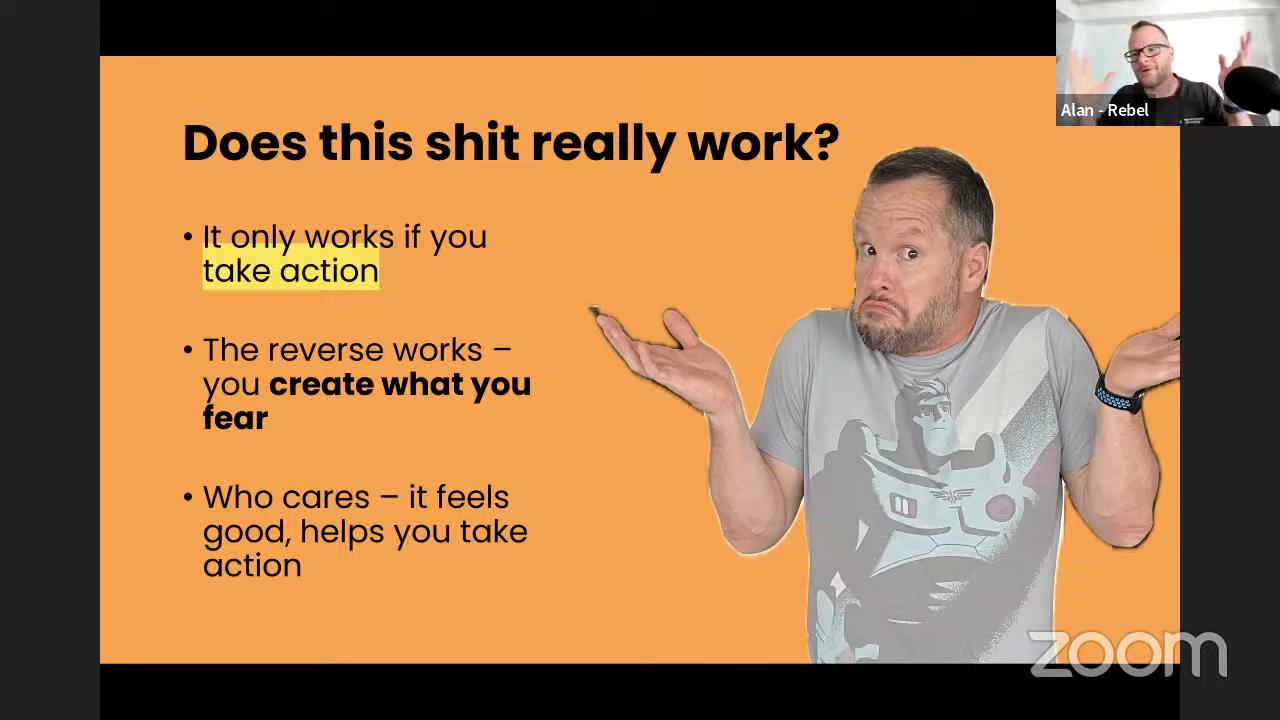 Alan - Rebel
Does this shit really work?
• It only works if you
take action
• The reverse works –
you create what you
fear
• Who cares – it feels
good, helps you take
action
zoom